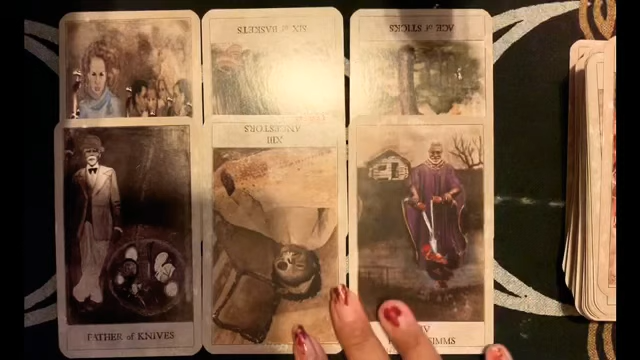 SIX of BASKETS
ACE of STICKS
XIII
ANCESTORS
FATHER of KNIVES
SIMMS